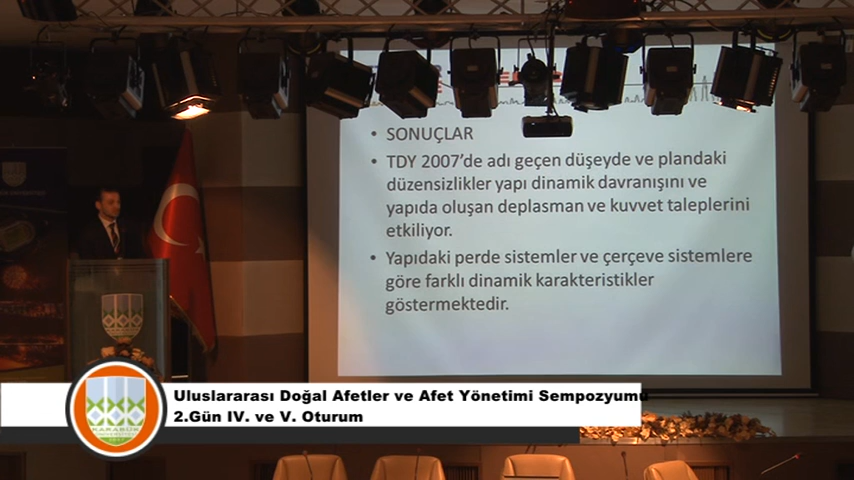 • SONUÇLAR
• TDY 2007’de adı geçen düşeyde ve plandaki
düzensizlikler yapı dinamik davranışını ve
yapıda oluşan deplasman ve kuvvet taleplerini
etkiliyor.
• Yapıdaki perde sistemler ve çerçeve sistemlere
göre farklı dinamik karakteristikler
göstermektedir.
Uluslararası Doğal Afetler ve Afet Yönetimi Sempozyumu
2.Gün IV. ve V. Oturum
KARABÜK